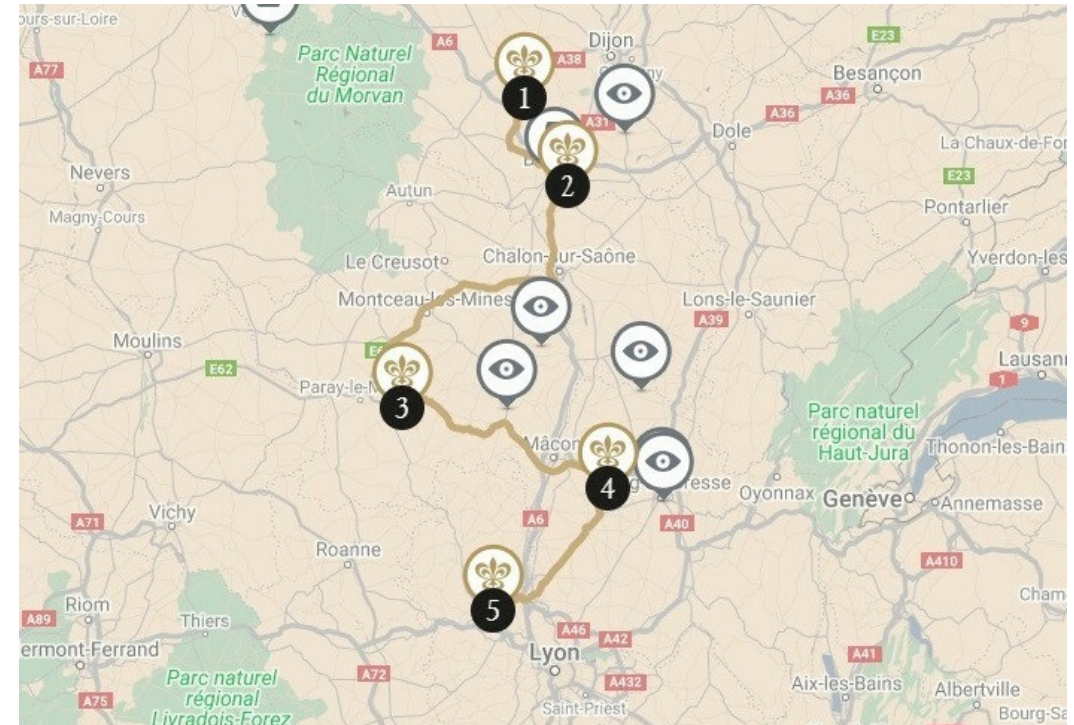 ours-sur-Loire
A77
Parc Naturel
Régional
du Morvan
A6
A38
Dijon
E23
Besançon
A36
A36
1
A31
Dole
La Chaux-de-For
2
Nevers
Autun
E23
Pontarlier
Magny-Cours
Le Creusot
Chalon-sur-Saône
Yverdon-les
Montceau-les-Mines
Lons-le-Saunier
A39
9
Moulins
E62
Lausan
1
Paray-le-M
3
Parc naturel
régional du
Haut-Jura
Mâcon
Thonon-les-Bain
4
g-en-Bresse
Oyonnax
Genève
Annemasse
Vichy
A71
A6
A40
Roanne
A410
5
Riom
A89
Thiers
Cham
ermont-Ferrand
A46
A42
Lyon
A41
A72
A432
Parc naturel
régional
Livradois-Forez
A75
Saint-Priest
Aix-les-Bains
Albertville
Bourg-Sa